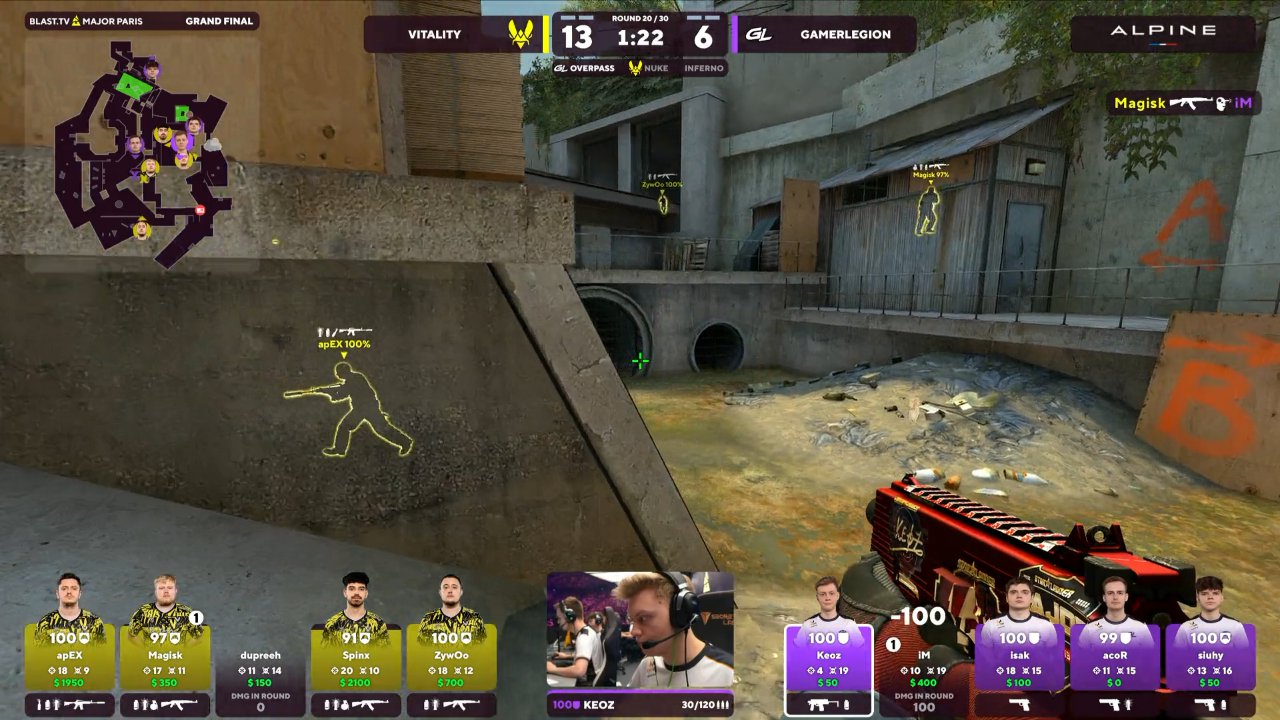 BLAST.TV MAJOR PARIS GRAND FINAL
VITALITY 13 ROUND 20 / 30 1:22 6 GL GAMERLEGION
ALPINE
GL OVERPASS NUKE INFERNO
Magisk iM
A
B
ZywOo 100%
Magisk 97%
apEX 100%
A
B
-100
100 97 1 91 100
apEX Magisk dupreeh Spinx ZywOo
18 9 17 11 11 14 20 10 18 12
$1950 $350 $150 $2100 $700
DMG IN ROUND
0
100 KEOZ 30/120
100 1 100 99 100
Keoz iM isak acoR siuhy
4 19 10 19 18 15 11 15 13 16
$50 $400 $100 $0 $50
DMG IN ROUND
100